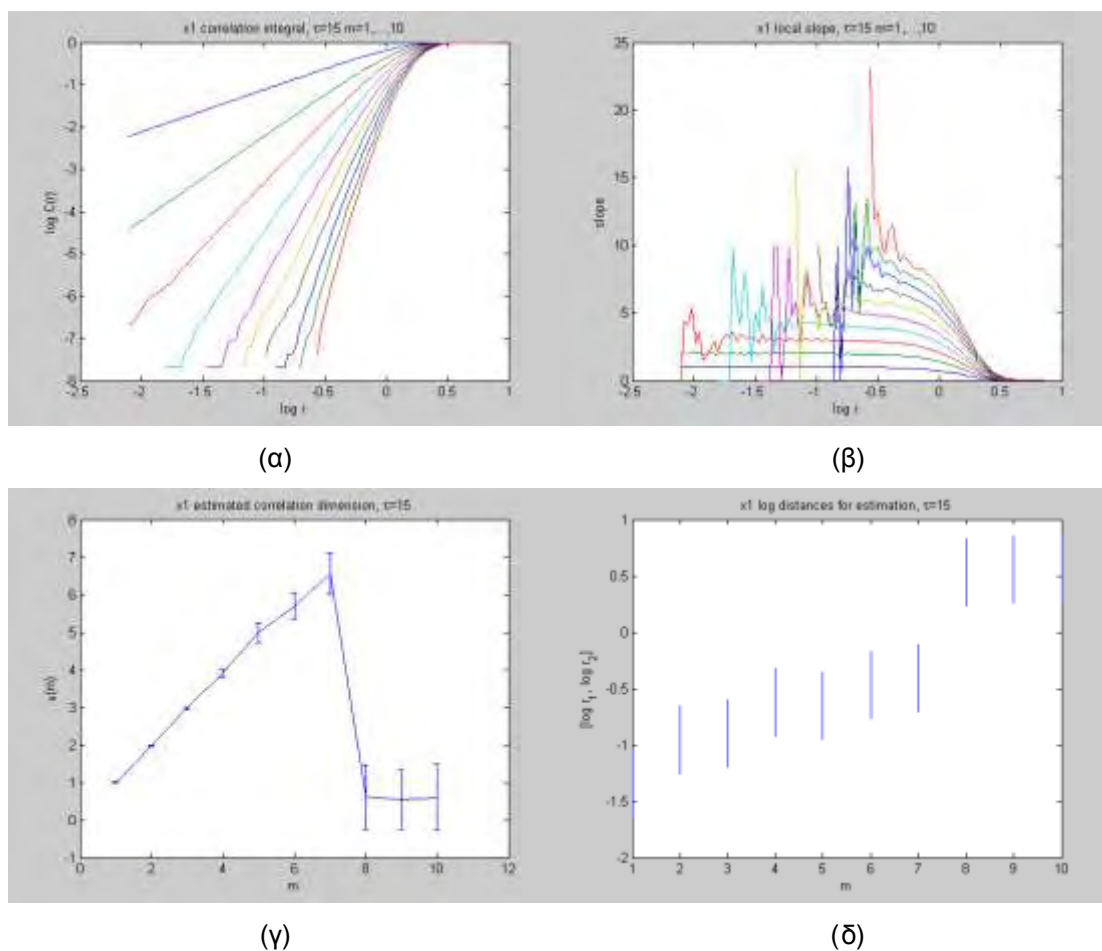 x1 correlation integral, τ=15 m=1,...,10
0
-1
-2
-3
-4
-5
-6
-7
-8
log C(r)
-2.5 -2 -1.5 -1 -0.5 0 0.5 1
log r
(α)
x1 local slope, τ=15 m=1,...,10
25
20
15
10
5
0
slope
-2.5 -2 -1.5 -1 -0.5 0 0.5 1
log r
(β)
x1 estimated correlation dimension, τ=15
8
7
6
5
4
3
2
1
0
-1
ν(m)
0 2 4 6 8 10 12
m
(γ)
x1 log distances for estimation, τ=15
1
0.5
0
-0.5
-1
-1.5
-2
[log r1 , log r2]
1 2 3 4 5 6 7 8 9 10
m
(δ)